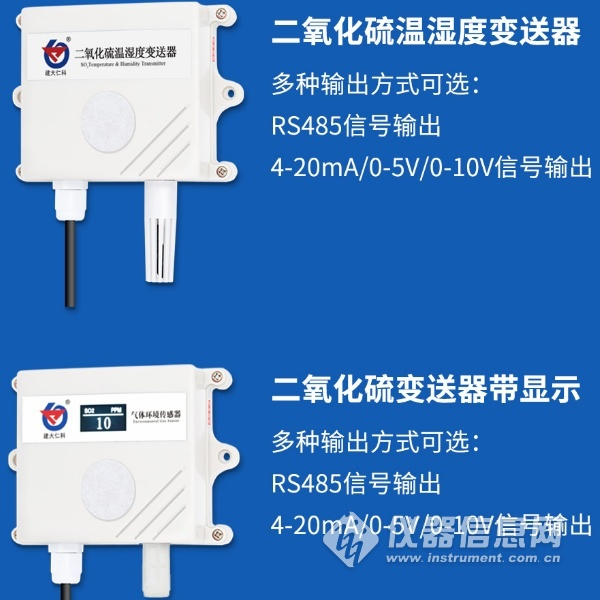 二氧化硫温湿度变送器
多种输出方式可选：
RS485信号输出
4-20mA/0-5V/0-10V信号输出
建大仁科
二氧化硫温湿度变送器
SO₂Temperature & Humidity Transmitter
二氧化硫变送器带显示
多种输出方式可选：
RS485信号输出
4-20mA/0-5V/0-10V信号输出
建大仁科
SO2 PPM
10
气体环境传感器
Environmental Gas Sensor
仪器信息网
www.instrument.com.cn